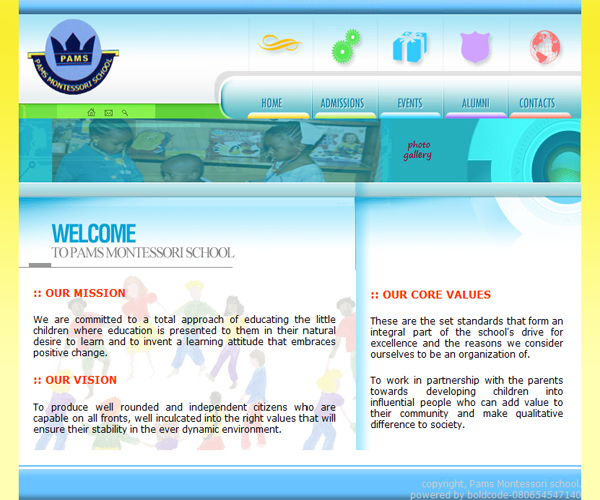 PAMS
PAMS MONTESSORI SCHOOL
HOME
ADMISSIONS
EVENTS
ALUMNI
CONTACTS
photo
gallery
WELCOME
TO PAMS MONTESSORI SCHOOL
:: OUR MISSION
We are committed to a total approach of educating the little
children where education is presented to them in their natural
desire to learn and to invent a learning attitude that embraces
positive change.
:: OUR VISION
To produce well rounded and independent citizens who are
capable on all fronts, well inculcated into the right values that will
ensure their stability in the ever dynamic environment.
:: OUR CORE VALUES
These are the set standards that form an
integral part of the school's drive for
excellence and the reasons we consider
ourselves to be an organization of.
To work in partnership with the parents
towards developing children into
influential people who can add value to
their community and make qualitative
difference to society.
copyright, Pams Montessori school.
powered by boldcode-080654547140